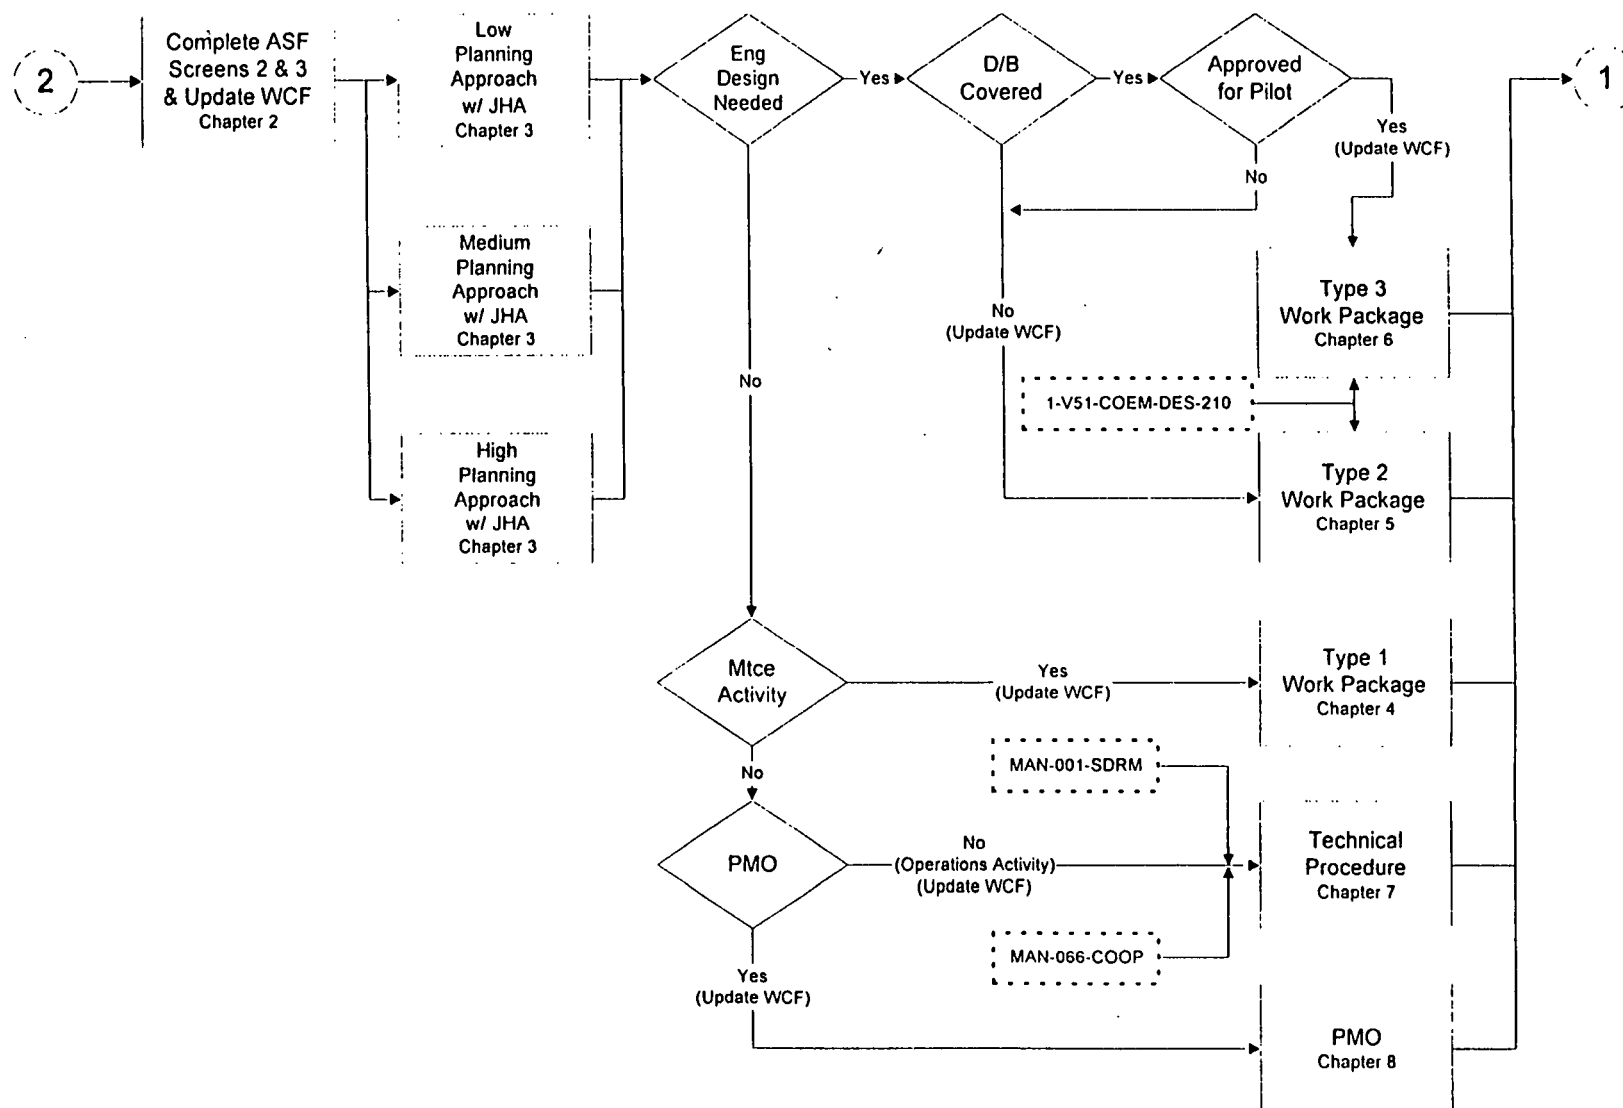 2
Complete ASF
Screens 2 & 3
& Update WCF
Chapter 2
Low
Planning
Approach
w/ JHA
Chapter 3
Medium
Planning
Approach
w/ JHA
Chapter 3
High
Planning
Approach
w/ JHA
Chapter 3
Eng
Design
Needed
Yes
D/B
Covered
Yes
Approved
for Pilot
Yes
(Update WCF)
No
1
No
(Update WCF)
No
Type 3
Work Package
Chapter 6
1-V51-COEM-DES-210
Type 2
Work Package
Chapter 5
Mtce
Activity
Yes
(Update WCF)
Type 1
Work Package
Chapter 4
No
MAN-001-SDRM
PMO
No
(Operations Activity)
(Update WCF)
Technical
Procedure
Chapter 7
MAN-066-COOP
Yes
(Update WCF)
PMO
Chapter 8